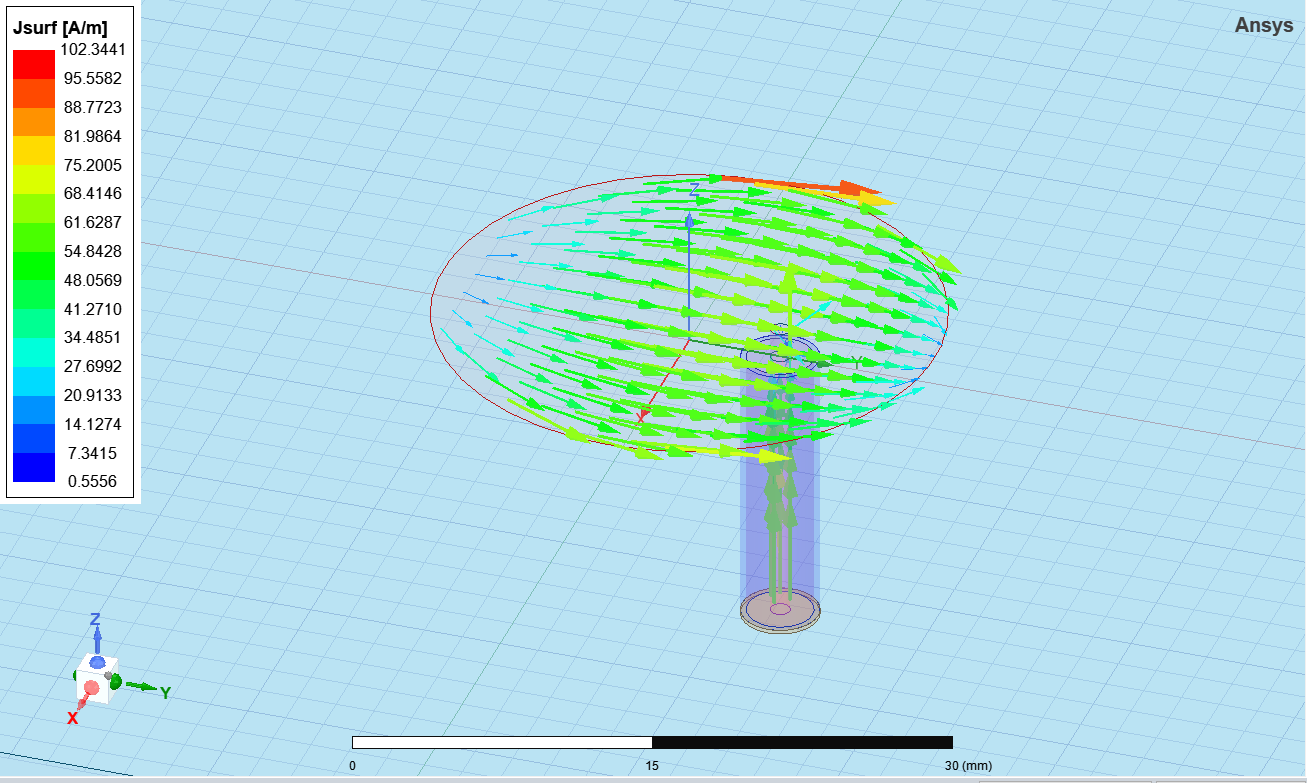 Jsurf [A/m]
102.3441
95.5582
88.7723
81.9864
75.2005
68.4146
61.6287
54.8428
48.0569
41.2710
34.4851
27.6992
20.9133
14.1274
7.3415
0.5556
Ansys
Z
Y
X
Z
Y
X
0 15 30 (mm)